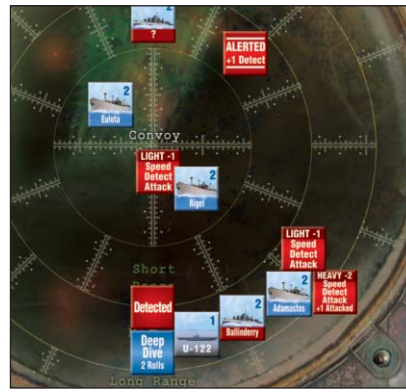 2
?
ALERTED
+1 Detect
2
Eulota
Convoy
LIGHT -1
Speed
Detect
Attack
2
Rigel
LIGHT -1
Speed
Detect
Attack
Short
Detected
HEAVY -2
Speed
Detect
Attack
+1 Attacked
2
Adamastos
2
Ballinderry
1
U-122
Deep
Dive
2 Rolls
Long Range